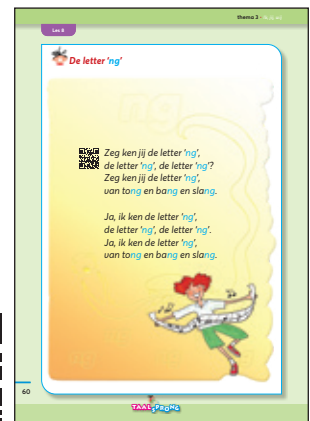 thema 2 -
Les 8
De letter 'ng'
Zeg ken jij de letter 'ng',
de letter 'ng', de letter 'ng'?
Zeg ken jij de letter 'ng',
van tong en bang en slang.
Ja, ik ken de letter 'ng',
de letter 'ng', de letter 'ng'.
Ja, ik ken de letter 'ng',
van tong en bang en slang.
60
TAALSPRONG